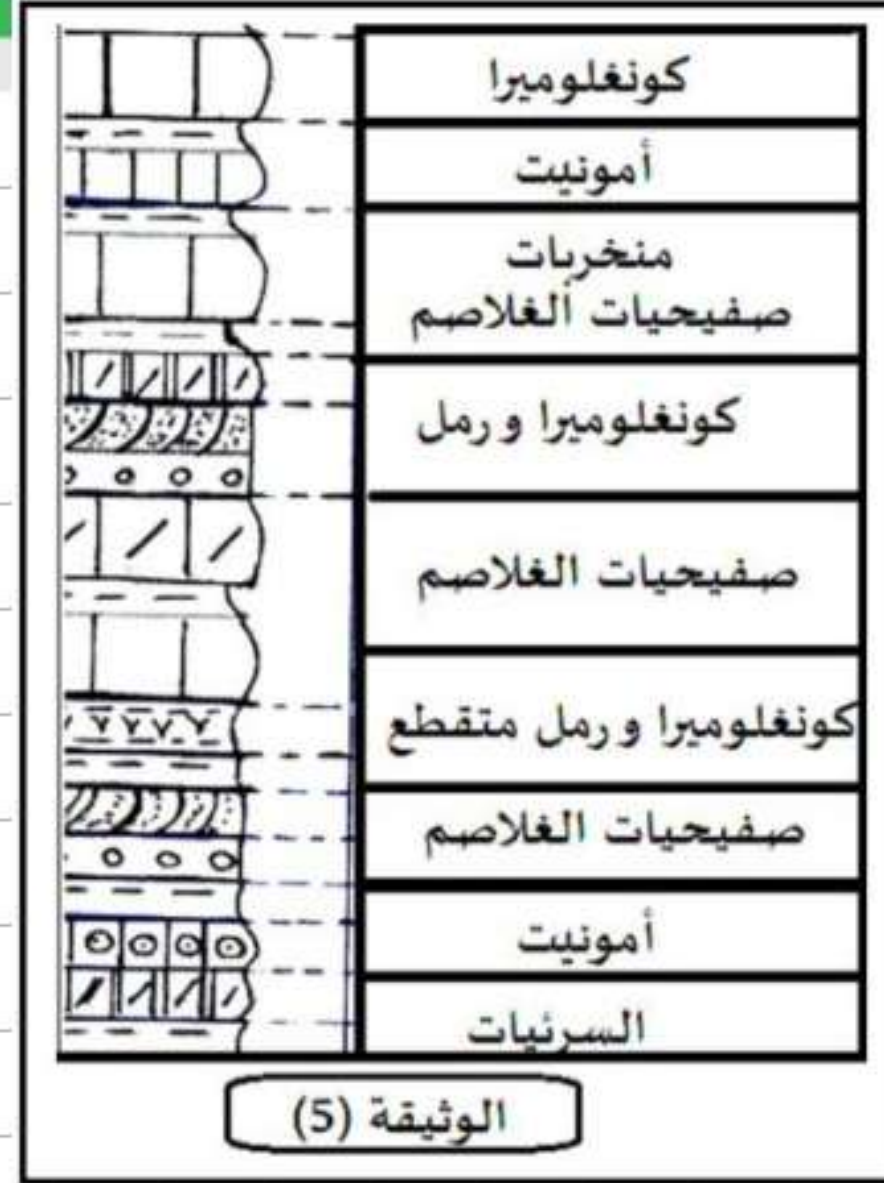 كونغلوميرا
أمونيت
منخربات
صفيحيات الغلاصم
كونغلوميرا و رمل
صفيحيات الغلاصم
كونغلوميرا و رمل متقطع
صفيحيات الغلاصم
أمونيت
السرئيات
الوثيقة (5)